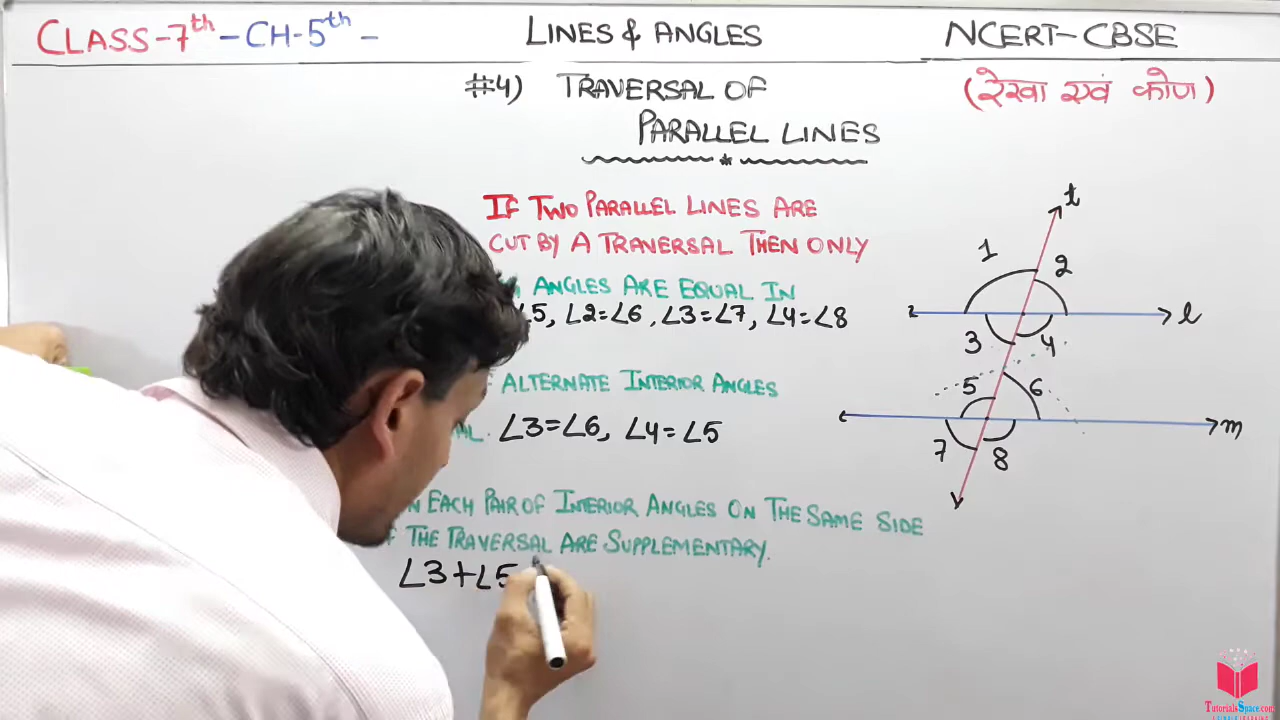 CLASS-7th-CH-5th- LINES & ANGLES NCERT-CBSE
#4) TRAVERSAL OF
PARALLEL LINES
(रेखा एवं कोण)
IF TWO PARALLEL LINES ARE
CUT BY A TRAVERSAL THEN ONLY
ANGLES ARE EQUAL IN
∠5, ∠2=∠6, ∠3=∠7, ∠4=∠8
ALTERNATE INTERIOR ANGLES
∠3=∠6, ∠4=∠5
EACH PAIR OF INTERIOR ANGLES ON THE SAME SIDE
THE TRAVERSAL ARE SUPPLEMENTARY.
∠3+∠5
t
1 2
l
3 4
5 6
m
7 8
TutorialsSpace.com